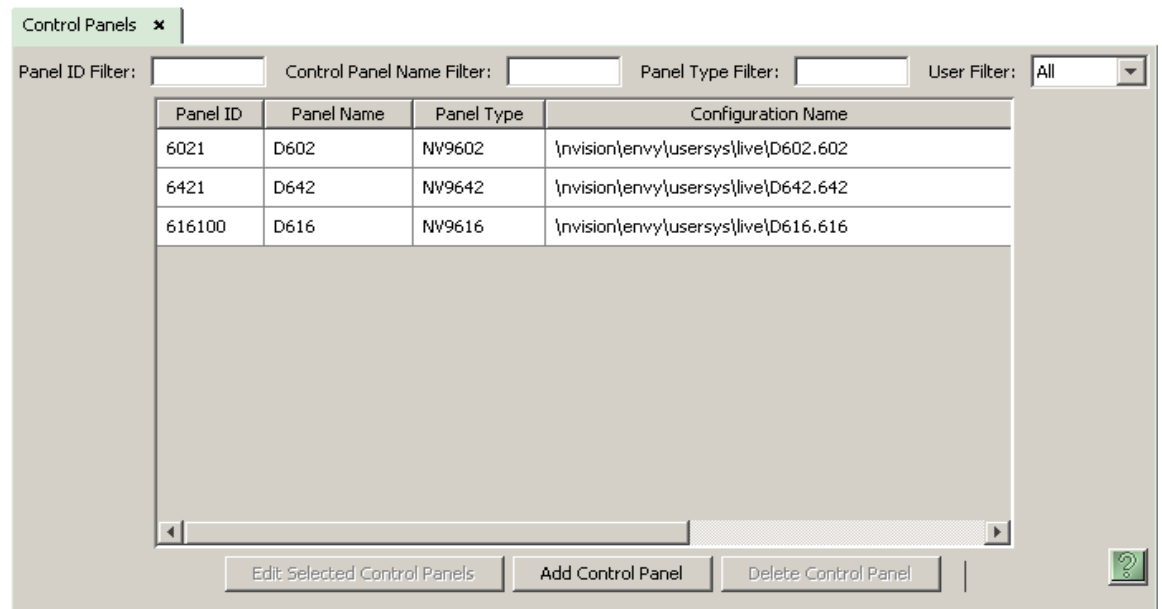 Control Panels ×
Panel ID Filter: Control Panel Name Filter: Panel Type Filter: User Filter: All
Panel ID Panel Name Panel Type Configuration Name
6021 D602 NV9602 \nvision\envy\usersys\live\D602.602
6421 D642 NV9642 \nvision\envy\usersys\live\D642.642
616100 D616 NV9616 \nvision\envy\usersys\live\D616.616
Edit Selected Control Panels Add Control Panel Delete Control Panel
?